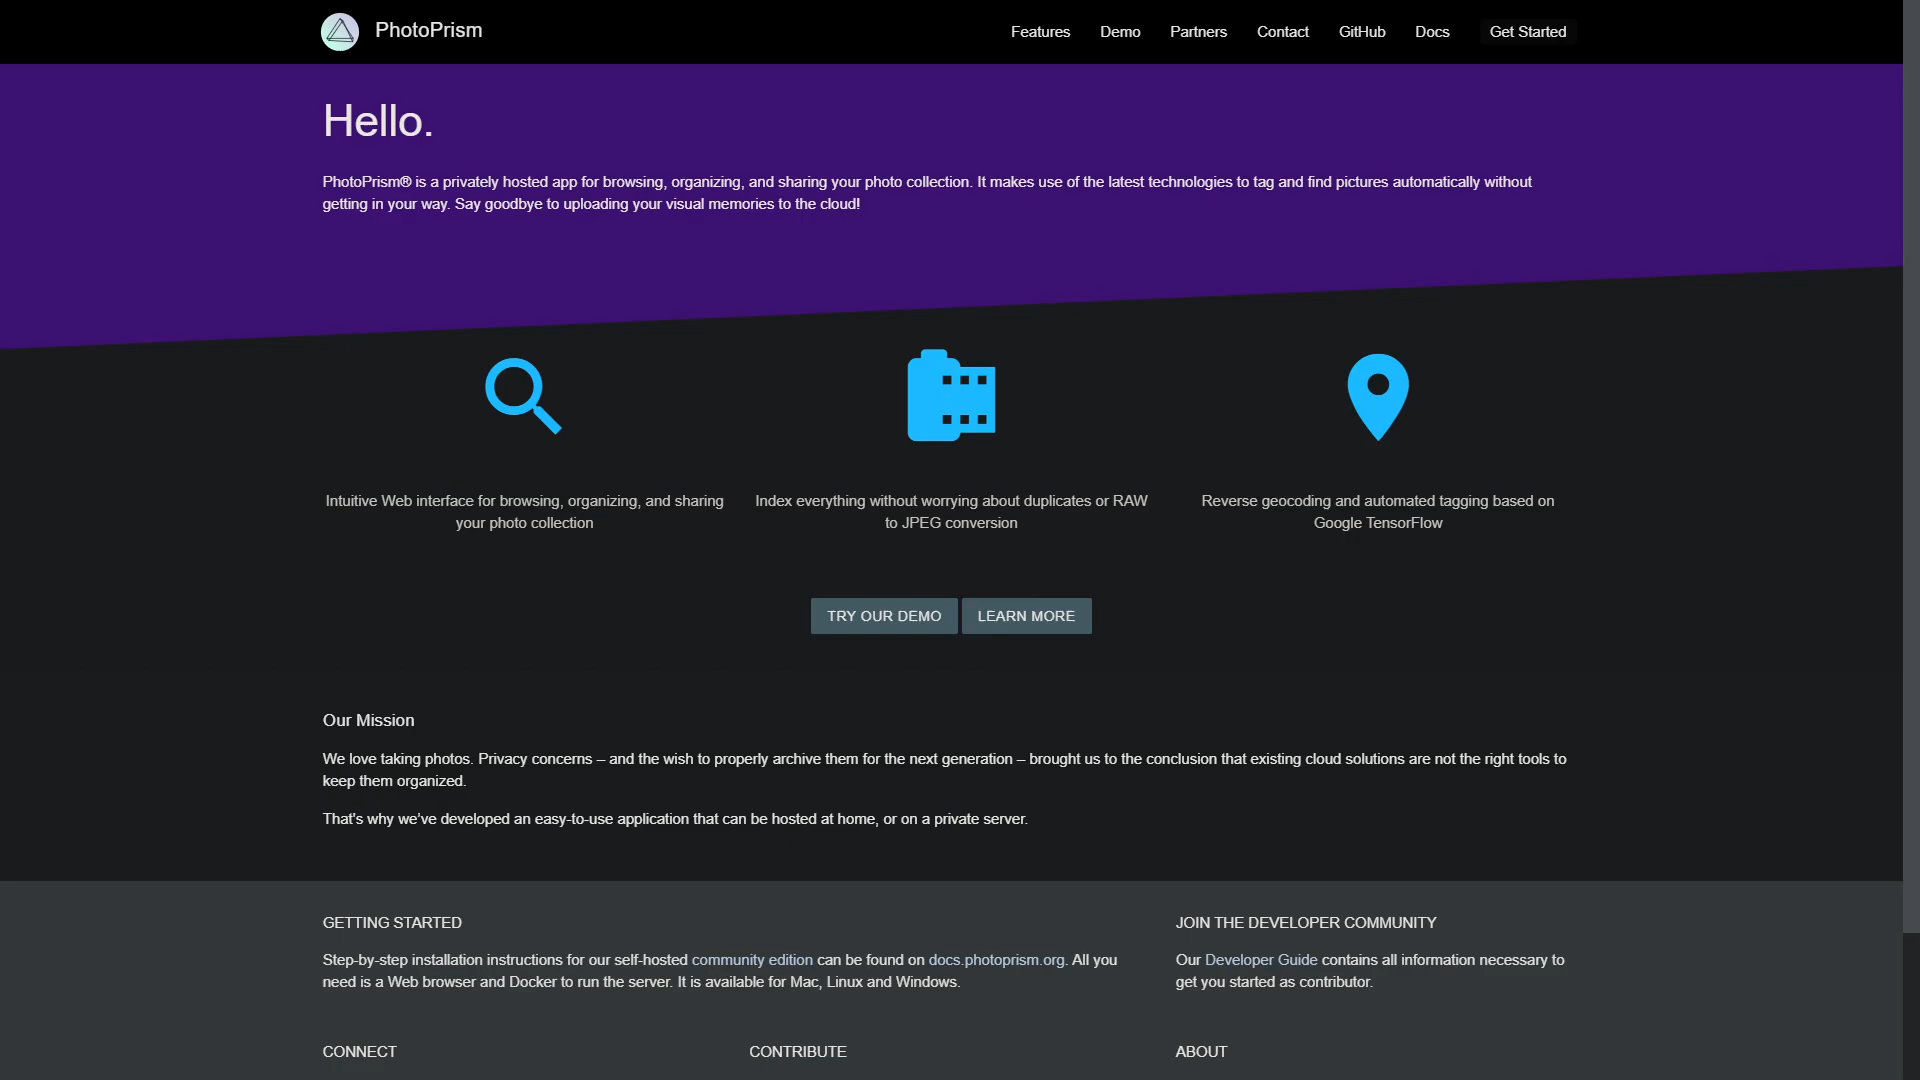 PhotoPrism
Features
Demo
Partners
Contact
GitHub
Docs
Get Started
Hello.
PhotoPrism® is a privately hosted app for browsing, organizing, and sharing your photo collection. It makes use of the latest technologies to tag and find pictures automatically without
getting in your way. Say goodbye to uploading your visual memories to the cloud!
Intuitive Web interface for browsing, organizing, and sharing
your photo collection
Index everything without worrying about duplicates or RAW
to JPEG conversion
Reverse geocoding and automated tagging based on
Google TensorFlow
TRY OUR DEMO
LEARN MORE
Our Mission
We love taking photos. Privacy concerns – and the wish to properly archive them for the next generation – brought us to the conclusion that existing cloud solutions are not the right tools to
keep them organized.
That's why we’ve developed an easy-to-use application that can be hosted at home, or on a private server.
GETTING STARTED
Step-by-step installation instructions for our self-hosted community edition can be found on docs.photoprism.org. All you
need is a Web browser and Docker to run the server. It is available for Mac, Linux and Windows.
JOIN THE DEVELOPER COMMUNITY
Our Developer Guide contains all information necessary to
get you started as contributor.
CONNECT
CONTRIBUTE
ABOUT